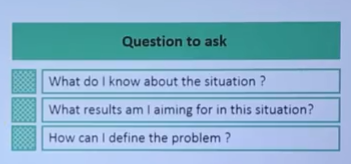 Question to ask
What do I know about the situation ?
What results am I aiming for in this situation?
How can I define the problem ?